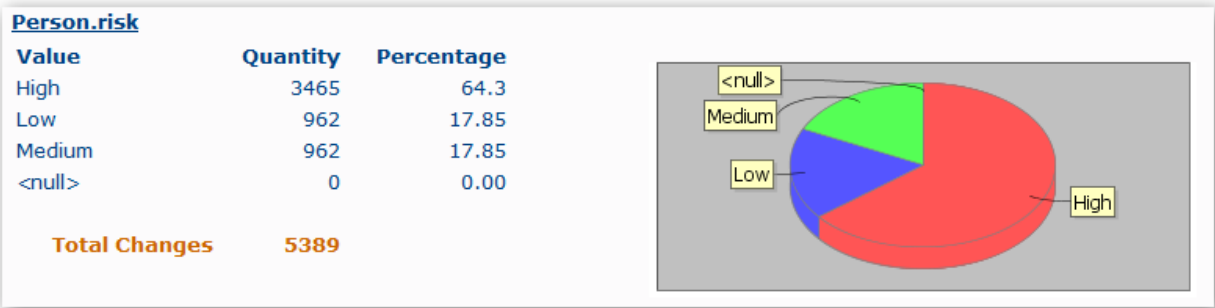 Person.risk
Value Quantity Percentage
High 3465 64.3
Low 962 17.85
Medium 962 17.85
<null> 0 0.00
Total Changes 5389
<null>
Medium
Low
High